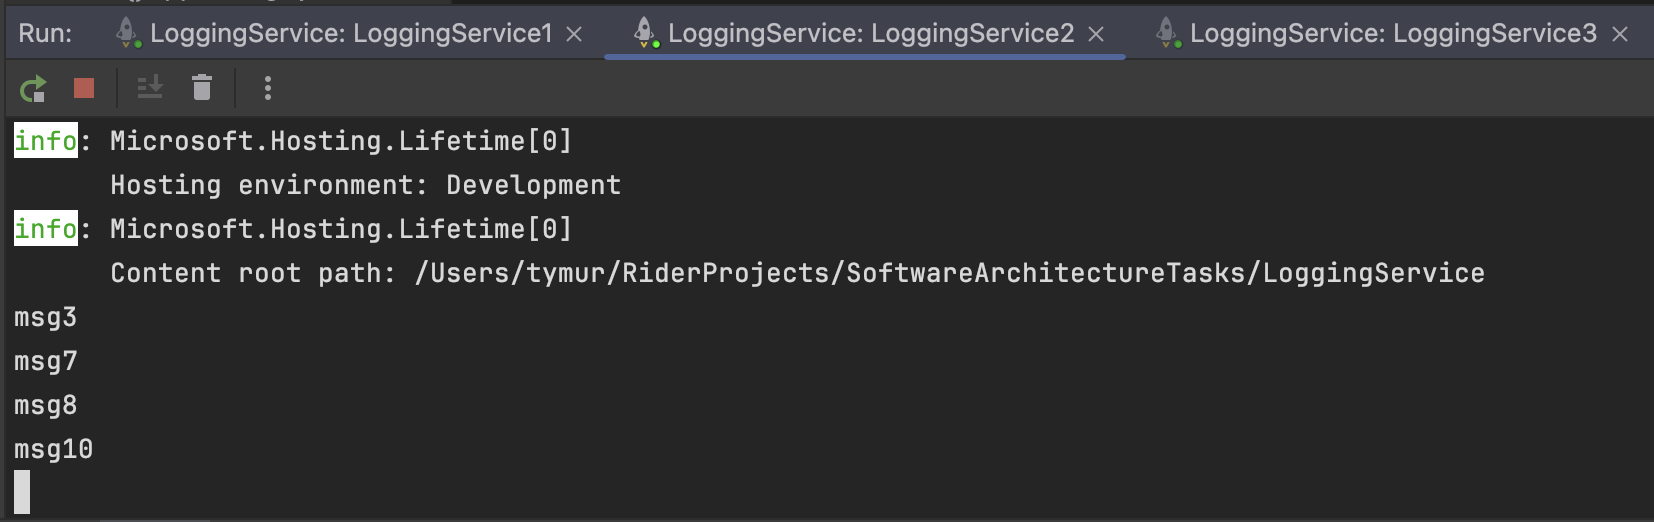 Run: LoggingService: LoggingService1 LoggingService: LoggingService2 LoggingService: LoggingService3
info: Microsoft.Hosting.Lifetime[0]
Hosting environment: Development
info: Microsoft.Hosting.Lifetime[0]
Content root path: /Users/tymur/RiderProjects/SoftwareArchitectureTasks/LoggingService
msg3
msg7
msg8
msg10